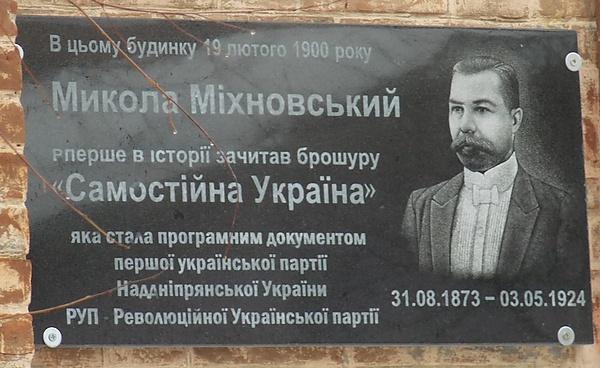 В цьому будинку 19 лютого 1900 року
Микола Міхновський
вперше в історії зачитав брошуру
«Самостійна Україна»
яка стала програмним документом
першої української партії
Наддніпрянської України
РУП - Революційної Української партії
31.08.1873 – 03.05.1924